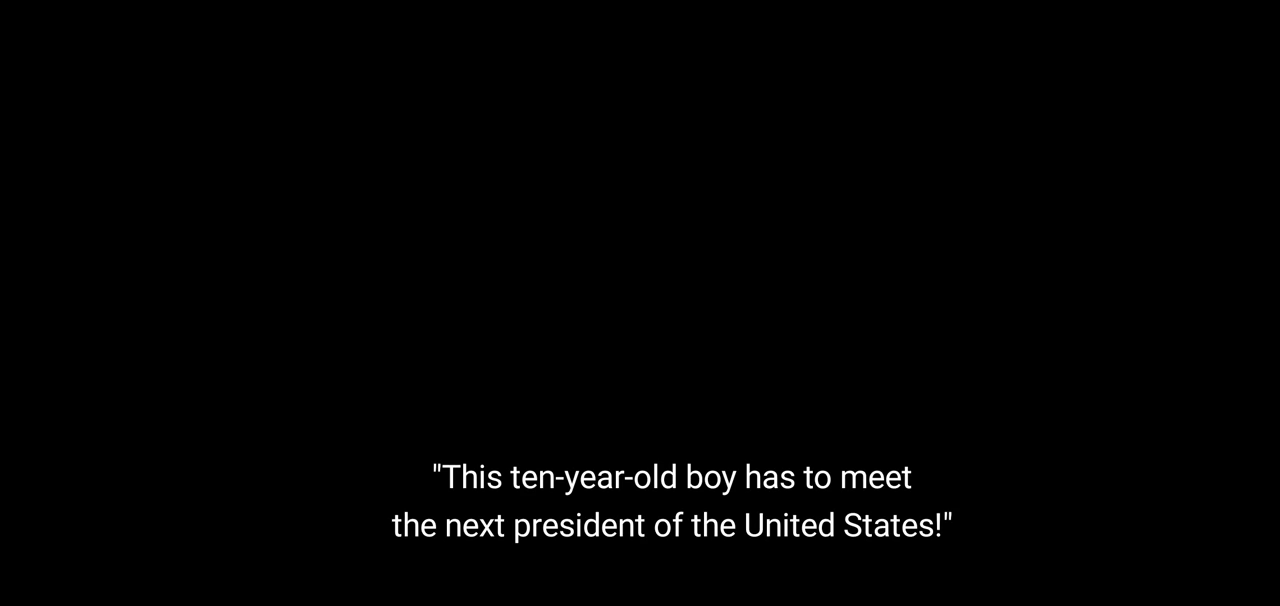 "This ten-year-old boy has to meet
the next president of the United States!"